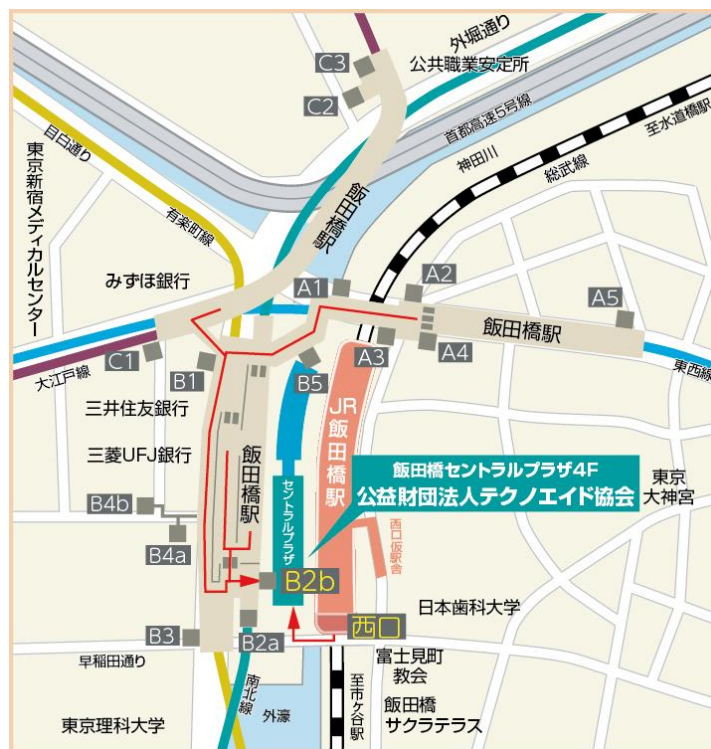 外堀通り
公共職業安定所
C3
C2
首都高速5号線
至水道橋駅
神田川
総武線
目白通り
東京新宿メディカルセンター
有楽町線
飯田橋駅
みずほ銀行
A1
A2
A5
飯田橋駅
A3
A4
C1
大江戸線
B1
B5
東西線
三井住友銀行
三菱UFJ銀行
飯田橋駅
JR飯田橋駅
飯田橋セントラルプラザ4F
公益財団法人テクノエイド協会
東京
大神宮
セントラルプラザ
西口仮駅舎
B4b
B4a
B2b
日本歯科大学
B3
B2a
西口
早稲田通り
富士見町
教会
南北線
外濠
至市ヶ谷駅
飯田橋
サクラテラス
東京理科大学